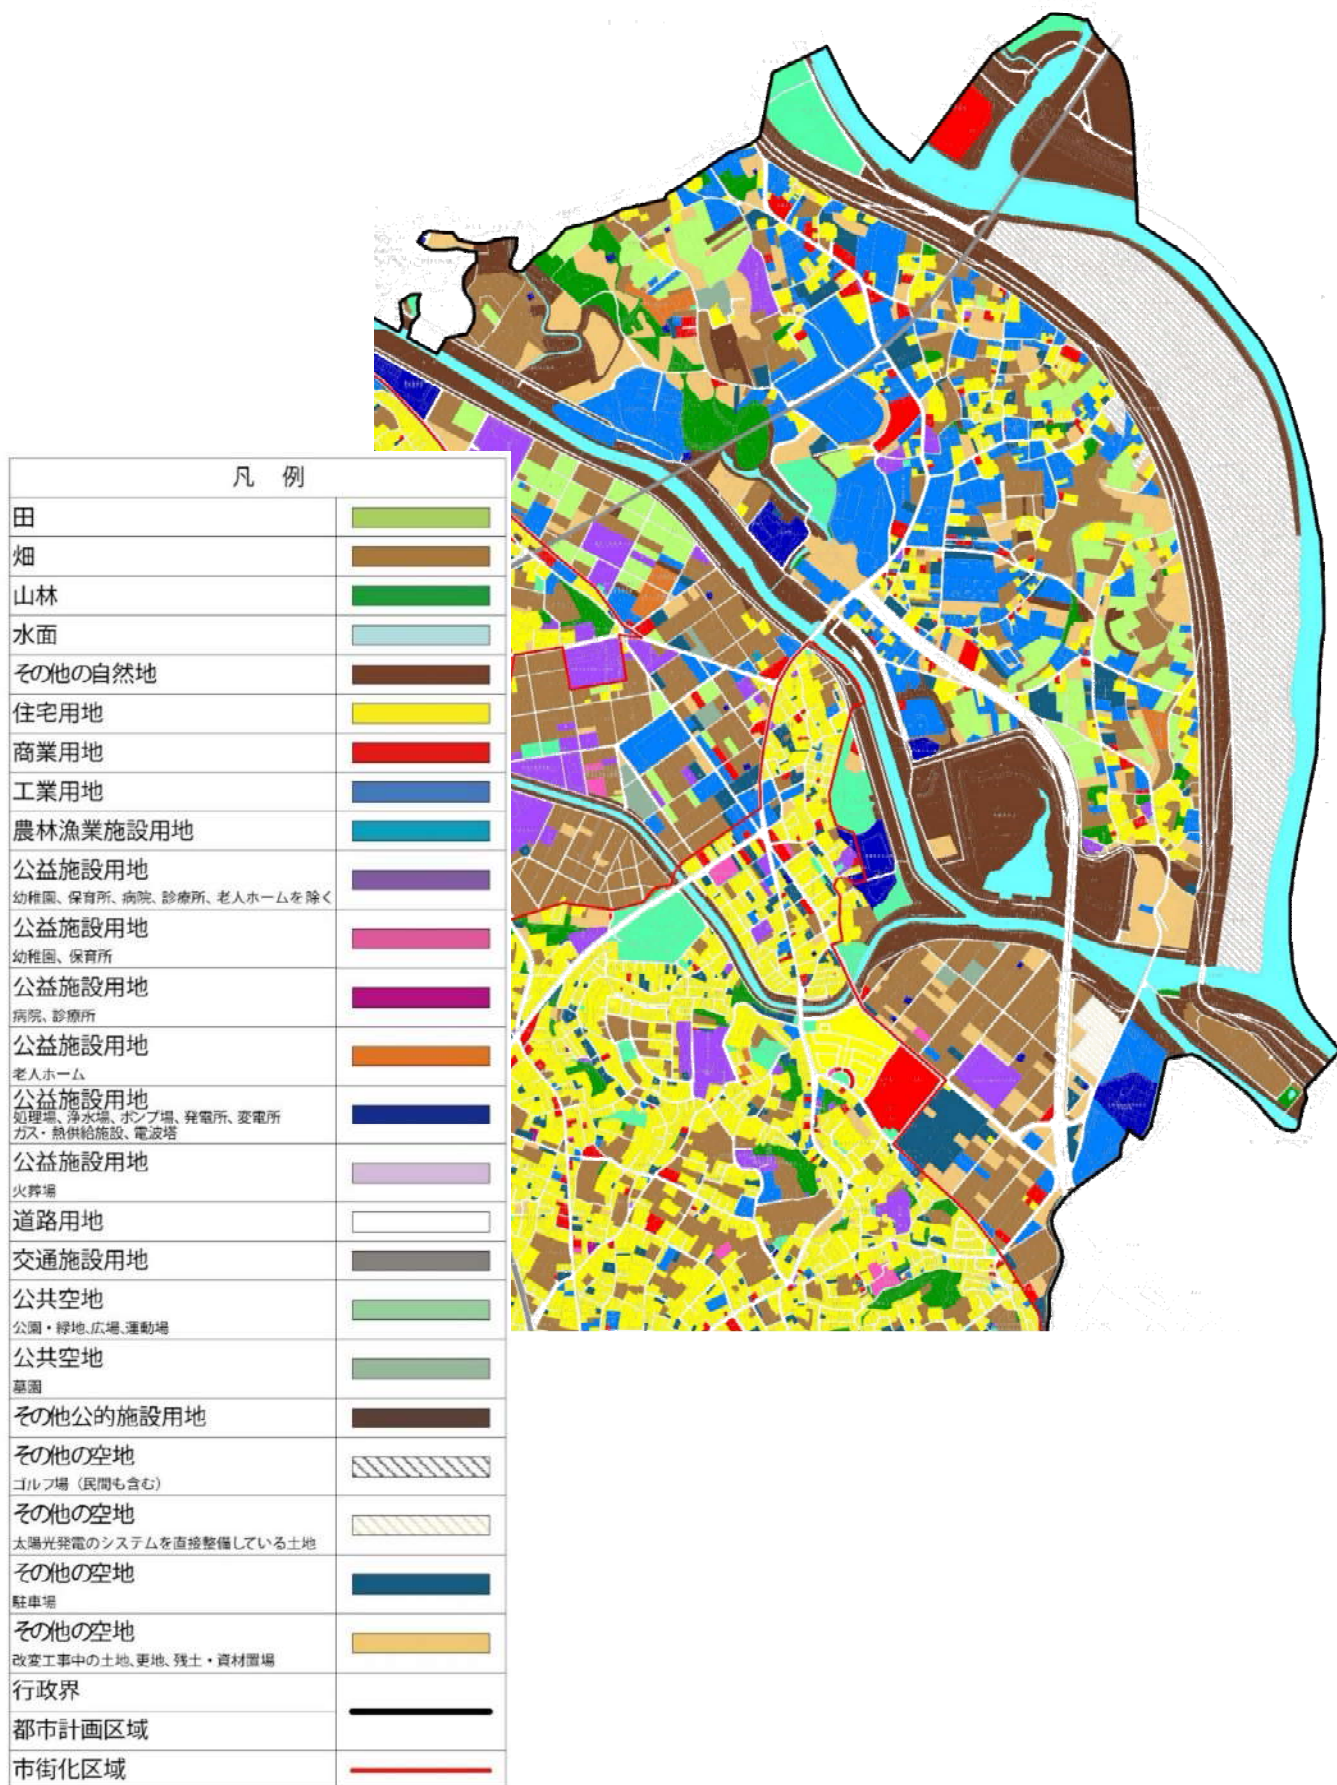 凡 例
田
畑
山林
水面
その他の自然地
住宅用地
商業用地
工業用地
農林漁業施設用地
公益施設用地
幼稚園、保育所、病院、診療所、老人ホームを除く
公益施設用地
幼稚園、保育所
公益施設用地
病院、診療所
公益施設用地
老人ホーム
公益施設用地
処理場、浄水場、ポンプ場、発電所、変電所
ガス・熱供給施設、電波塔
公益施設用地
火葬場
道路用地
交通施設用地
公共空地
公園・緑地、広場、運動場
公共空地
墓園
その他公的施設用地
その他の空地
ゴルフ場（民間も含む）
その他の空地
太陽光発電のシステムを直接整備している土地
その他の空地
駐車場
その他の空地
改変工事中の土地、更地、残土・資材置場
行政界
都市計画区域
市街化区域